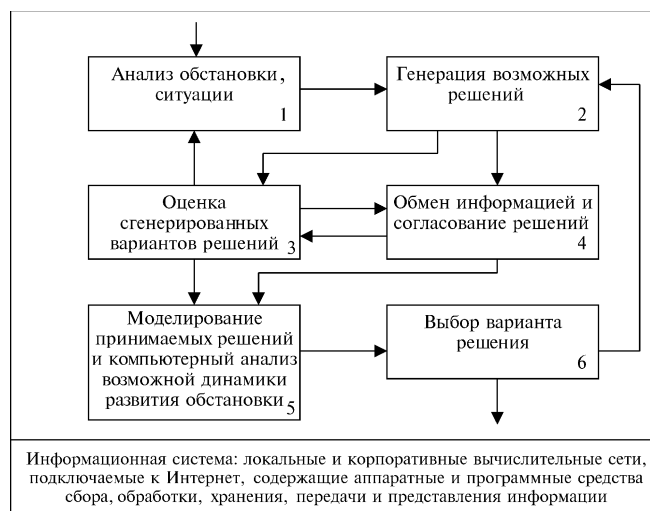 Анализ обстановки,
ситуации
1
Генерация возможных
решений
2
Оценка
сгенерированных
вариантов решений
3
Обмен информацией и
согласование решений
4
Моделирование
принимаемых решений
и компьютерный анализ
возможной динамики
развития обстановки
5
Выбор варианта
решения
6
Информационная система: локальные и корпоративные вычислительные сети,
подключаемые к Интернет, содержащие аппаратные и программные средства
сбора, обработки, хранения, передачи и представления информации